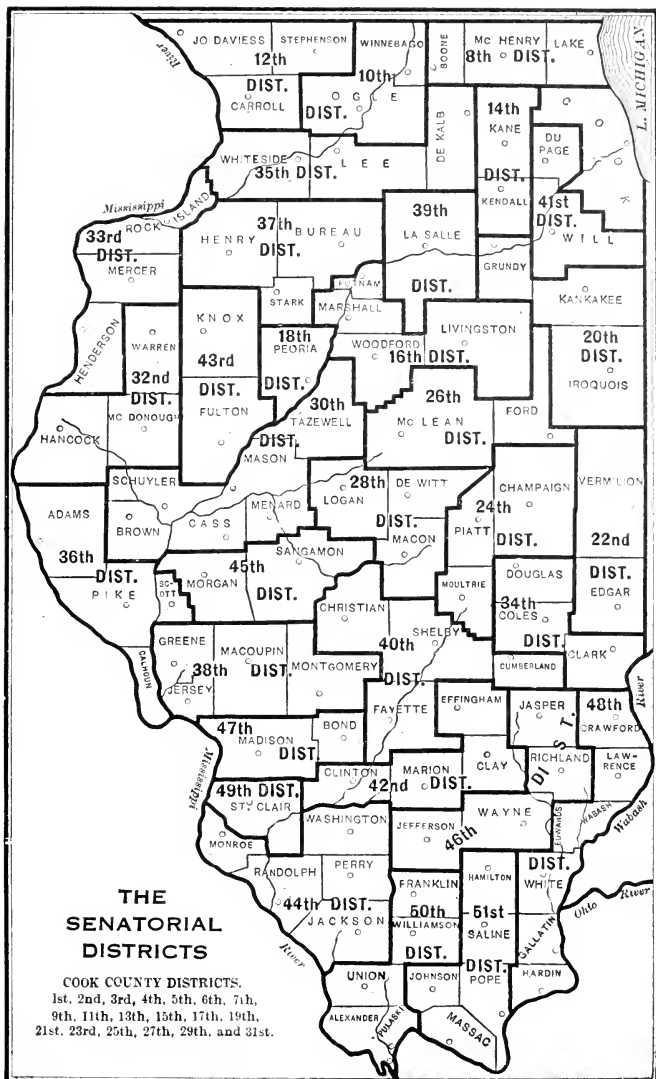 JO DAVIESS
STEPHENSON
WINNEBAGO
BOONE
Mc HENRY
LAKE
L. MICHIGAN
River
12th
DIST.
10th
DIST.
8th DIST.
CARROLL
OGLE
DE KALB
14th
KANE
DIST.
KENDALL
DU PAGE
COOK
WHITESIDE
LEE
35th DIST.
41st
DIST.
WILL
Mississippi
ROCK ISLAND
33rd
DIST.
MERCER
HENRY
37th
DIST.
BUREAU
39th
LA SALLE
DIST.
GRUNDY
PUTNAM
STARK
MARSHALL
KANKAKEE
HENDERSON
WARREN
KNOX
43rd
DIST.
18th
PEORIA
DIST.
WOODFORD
16th DIST.
LIVINGSTON
20th
DIST.
IROQUOIS
32nd
DIST.
MC DONOUGH
HANCOCK
FULTON
30th
TAZEWELL
DIST.
26th
Mc LEAN
DIST.
FORD
MASON
SCHUYLER
ADAMS
BROWN
CASS
MENARD
LOGAN
28th
DIST.
DE WITT
MACON
CHAMPAIGN
24th
PIATT
DIST.
VERMILION
22nd
DIST.
EDGAR
36th
DIST.
PIKE
SC-
OTT
MORGAN
45th
DIST.
SANGAMON
CHRISTIAN
MOULTRIE
DOUGLAS
34th
COLES
DIST.
CUMBERLAND
CLARK
GREENE
CALHOUN
JERSEY
38th
MACOUPIN
DIST.
MONTGOMERY
40th
DIST.
SHELBY
FAYETTE
EFFINGHAM
JASPER
48th
CRAWFORD
River
47th
MADISON
DIST.
BOND
Mississippi
CLAY
RICHLAND
DIST.
LAW-
RENCE
Wabash
49th DIST.
ST. CLAIR
CLINTON
42nd
MARION
DIST.
WASHINGTON
JEFFERSON
46th
WAYNE
EDWARDS
WABASH
DIST.
WHITE
MONROE
RANDOLPH
PERRY
44th DIST.
JACKSON
River
FRANKLIN
50th
WILLIAMSON
DIST.
HAMILTON
51st
SALINE
DIST.
POPE
GALLATIN
HARDIN
Ohio River
UNION
JOHNSON
ALEXANDER
PULASKI
MASSAC
THE
SENATORIAL
DISTRICTS
COOK COUNTY DISTRICTS.
1st, 2nd, 3rd, 4th, 5th, 6th, 7th,
9th, 11th, 13th, 15th, 17th, 19th,
21st, 23rd, 25th, 27th, 29th, and 31st.